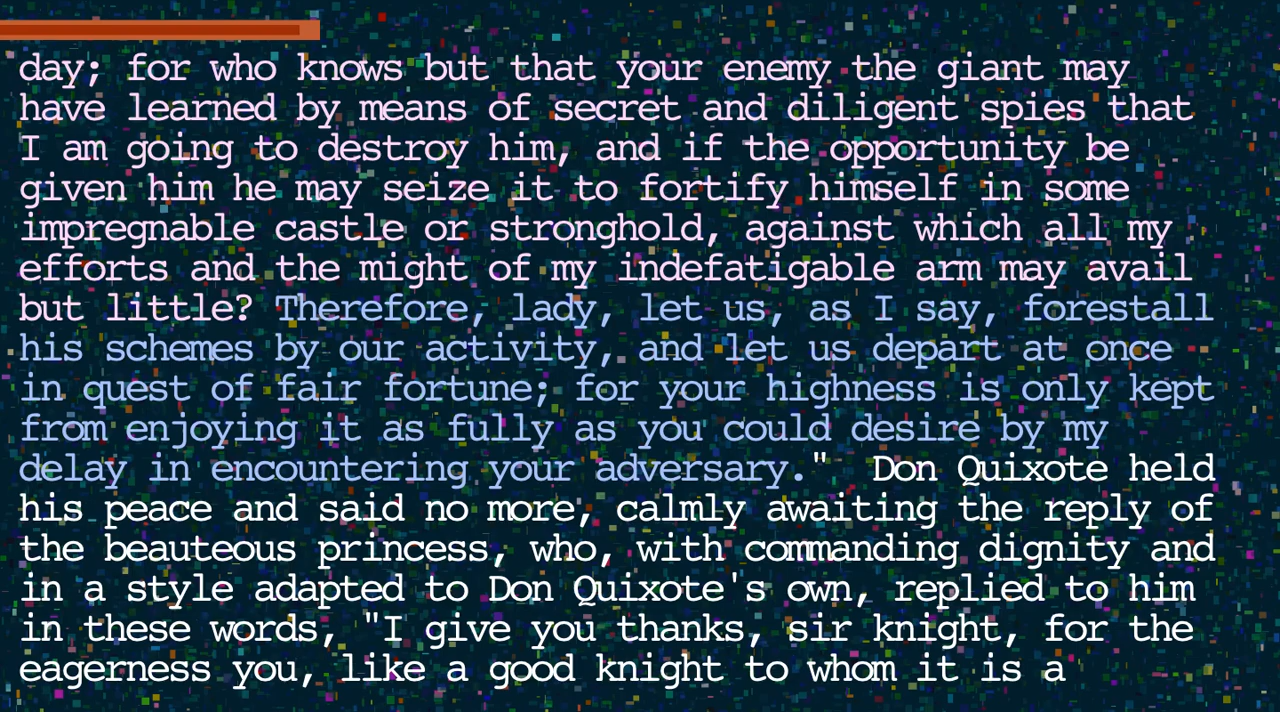 day; for who knows but that your enemy the giant may
have learned by means of secret and diligent spies that
I am going to destroy him, and if the opportunity be
given him he may seize it to fortify himself in some
impregnable castle or stronghold, against which all my
efforts and the might of my indefatigable arm may avail
but little? Therefore, lady, let us, as I say, forestall
his schemes by our activity, and let us depart at once
in quest of fair fortune; for your highness is only kept
from enjoying it as fully as you could desire by my
delay in encountering your adversary."  Don Quixote held
his peace and said no more, calmly awaiting the reply of
the beauteous princess, who, with commanding dignity and
in a style adapted to Don Quixote's own, replied to him
in these words, "I give you thanks, sir knight, for the
eagerness you, like a good knight to whom it is a